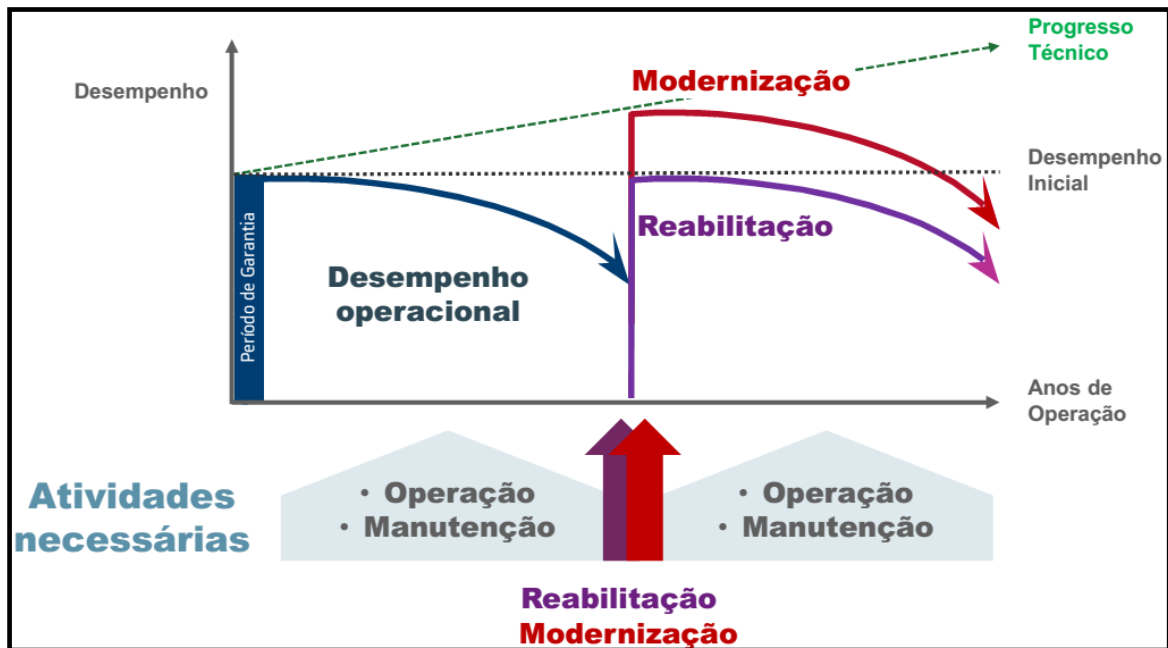 Progresso
Técnico
Desempenho
Modernização
Desempenho
Inicial
Reabilitação
Período de Garantia
Desempenho
operacional
Anos de
Operação
Atividades
necessárias
• Operação
• Manutenção
• Operação
• Manutenção
Reabilitação
Modernização